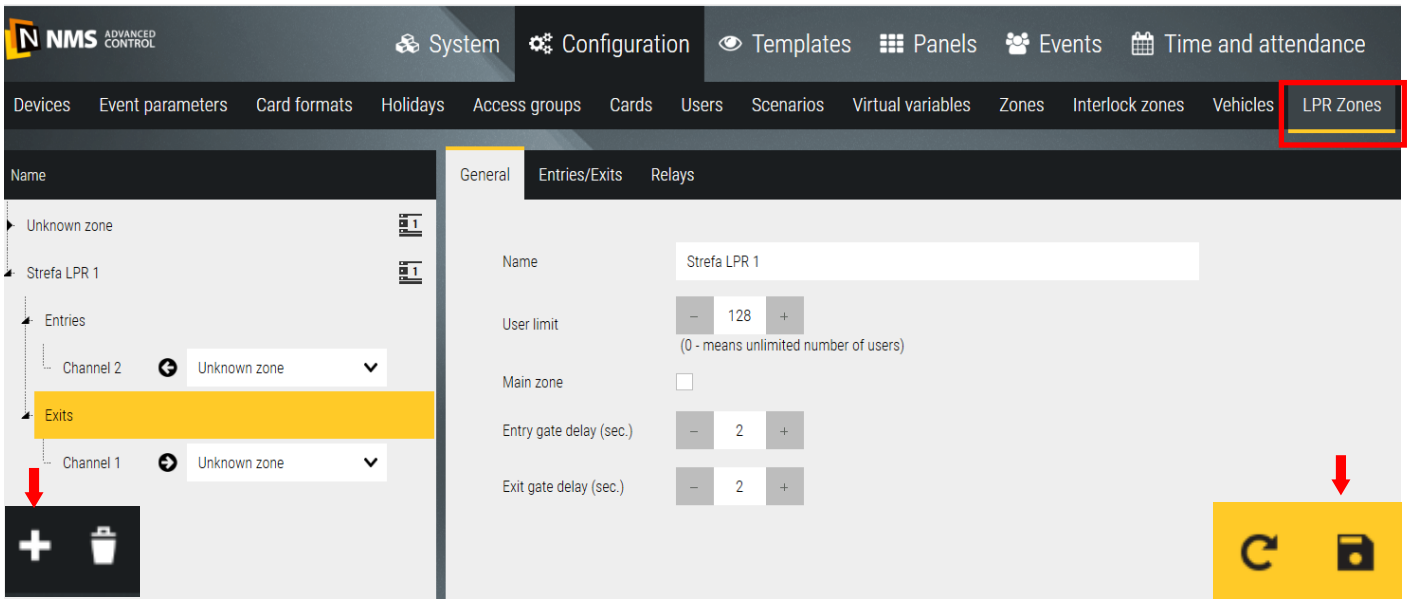 N NMS ADVANCED CONTROL
System Configuration Templates Panels Events Time and attendance
Devices Event parameters Card formats Holidays Access groups Cards Users Scenarios Virtual variables Zones Interlock zones Vehicles LPR Zones
Name
General Entries/Exits Relays
Unknown zone 1
Strefa LPR 1 1
Entries
Channel 2 Unknown zone
Exits
Channel 1 Unknown zone
Name Strefa LPR 1
User limit − 128 +
(0 - means unlimited number of users)
Main zone
Entry gate delay (sec.) − 2 +
Exit gate delay (sec.) − 2 +